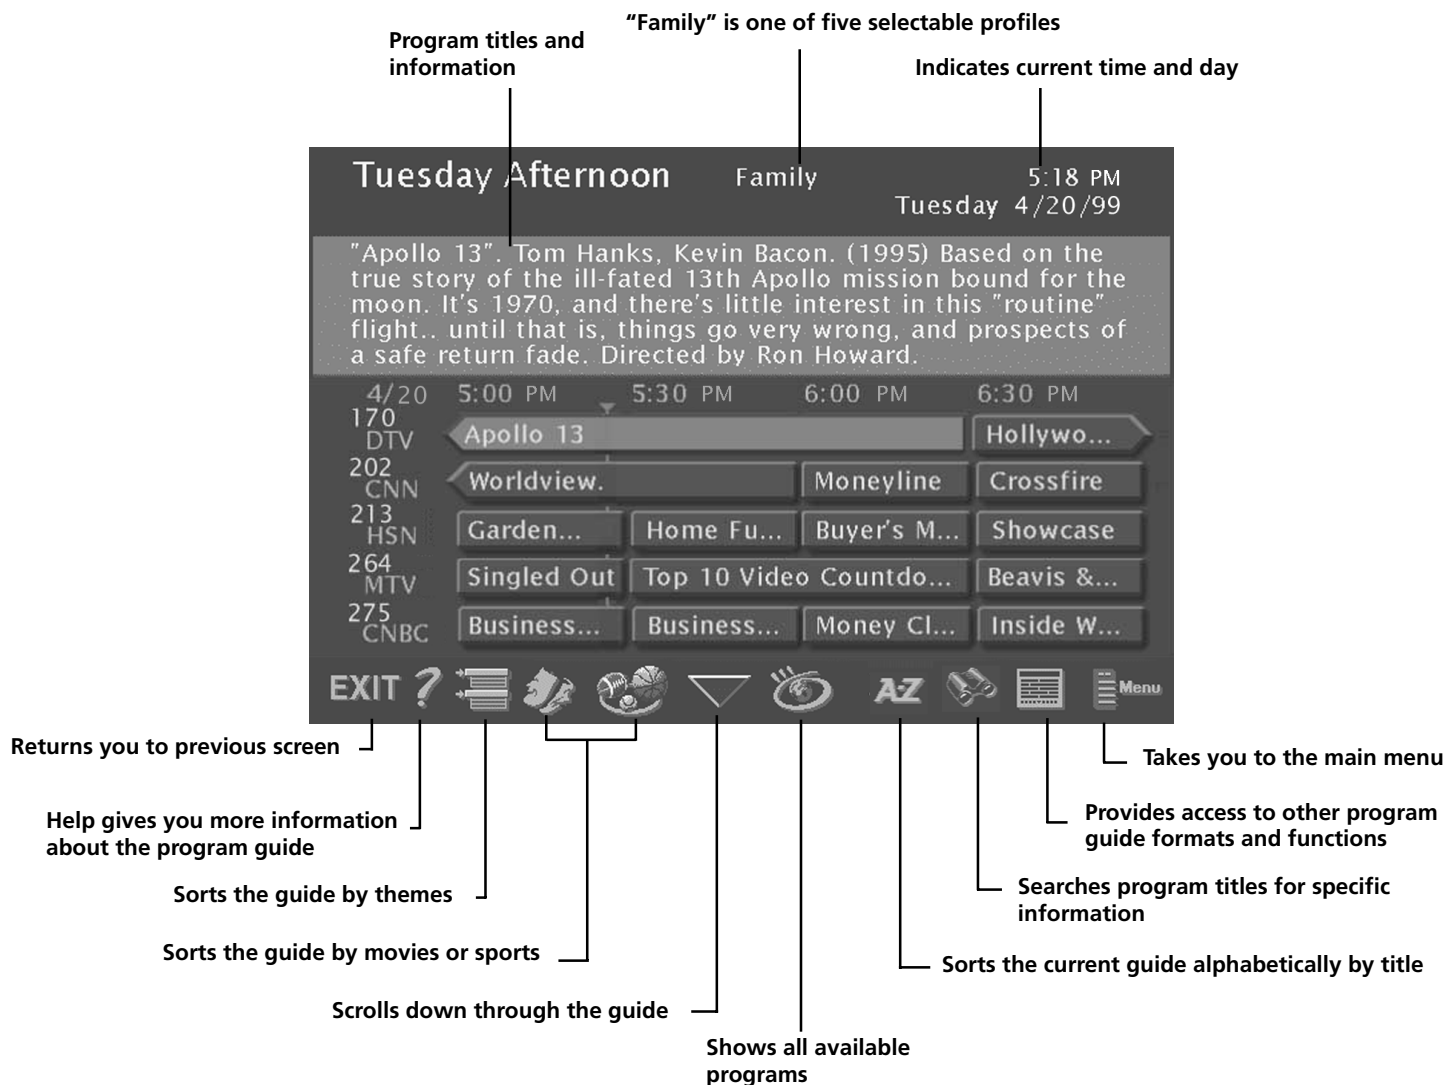 “Family” is one of five selectable profiles
Program titles and
information
Indicates current time and day
Tuesday Afternoon
Family
5:18 PM
Tuesday 4/20/99
"Apollo 13". Tom Hanks, Kevin Bacon. (1995) Based on the
true story of the ill-fated 13th Apollo mission bound for the
moon. It's 1970, and there's little interest in this "routine"
flight.. until that is, things go very wrong, and prospects of
a safe return fade. Directed by Ron Howard.
4/20 5:00 PM 5:30 PM 6:00 PM 6:30 PM
170
DTV
Apollo 13
Hollywo...
202
CNN
Worldview.
Moneyline
Crossfire
213
HSN
Garden...
Home Fu...
Buyer's M...
Showcase
264
MTV
Singled Out
Top 10 Video Countdo...
Beavis &...
275
CNBC
Business...
Business...
Money Cl...
Inside W...
EXIT ?
A-Z
Menu
Returns you to previous screen
Takes you to the main menu
Help gives you more information
about the program guide
Provides access to other program
guide formats and functions
Sorts the guide by themes
Searches program titles for specific
information
Sorts the guide by movies or sports
Sorts the current guide alphabetically by title
Scrolls down through the guide
Shows all available
programs